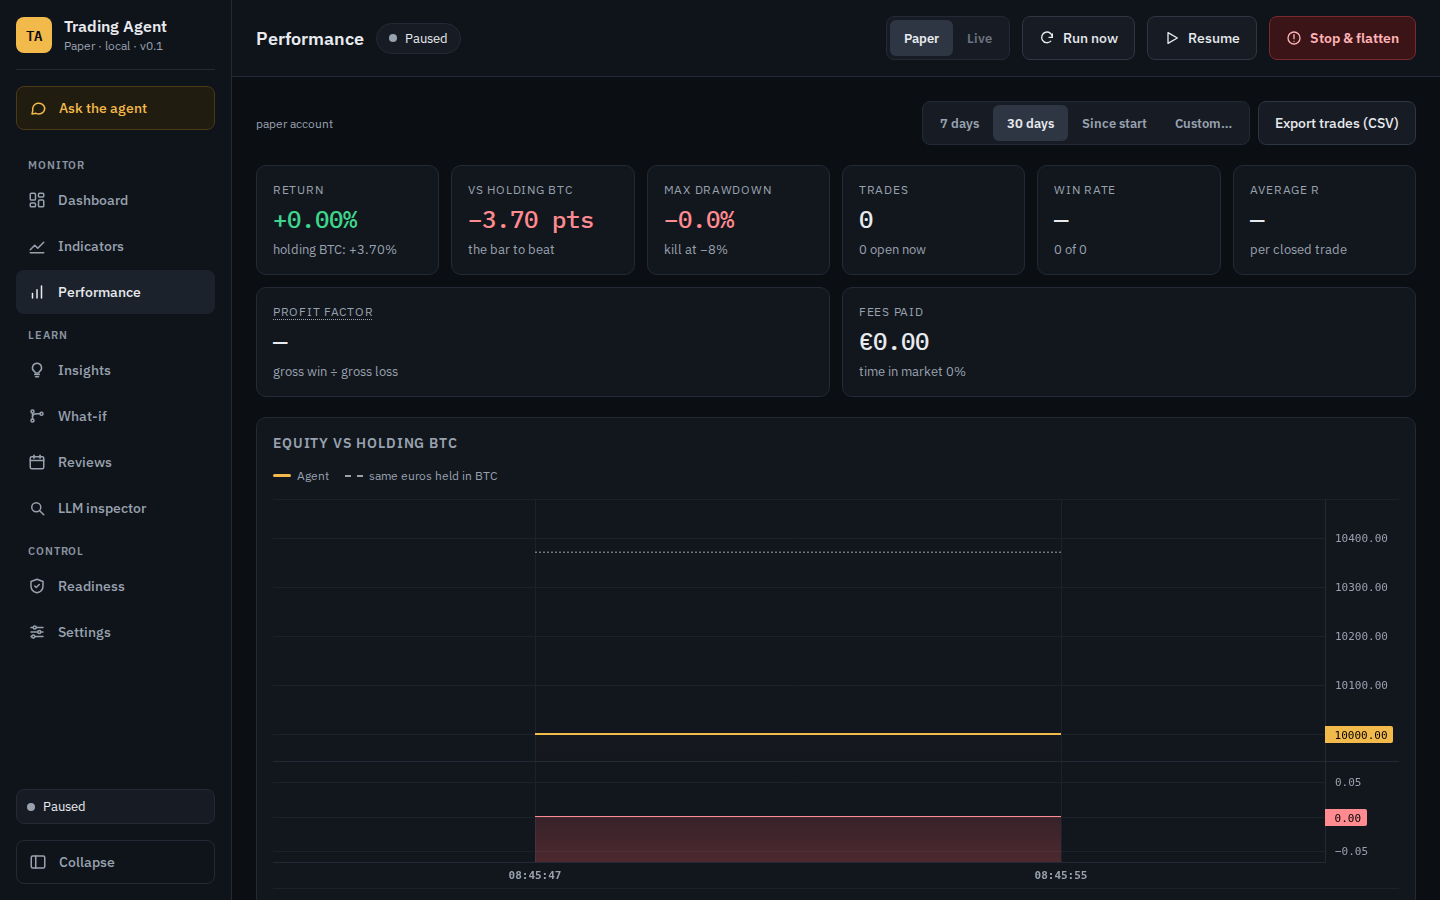 TA
Trading Agent
Paper · local · v0.1
Ask the agent
MONITOR
Dashboard
Indicators
Performance
LEARN
Insights
What-if
Reviews
LLM inspector
CONTROL
Readiness
Settings
Paused
Collapse
Performance
Paused
Paper
Live
Run now
Resume
Stop & flatten
paper account
7 days
30 days
Since start
Custom…
Export trades (CSV)
RETURN
+0.00%
holding BTC: +3.70%
VS HOLDING BTC
−3.70 pts
the bar to beat
MAX DRAWDOWN
−0.0%
kill at −8%
TRADES
0
0 open now
WIN RATE
—
0 of 0
AVERAGE R
—
per closed trade
PROFIT FACTOR
—
gross win ÷ gross loss
FEES PAID
€0.00
time in market 0%
EQUITY VS HOLDING BTC
Agent
same euros held in BTC
10400.00
10300.00
10200.00
10100.00
10000.00
0.05
0.00
−0.05
08:45:47
08:45:55